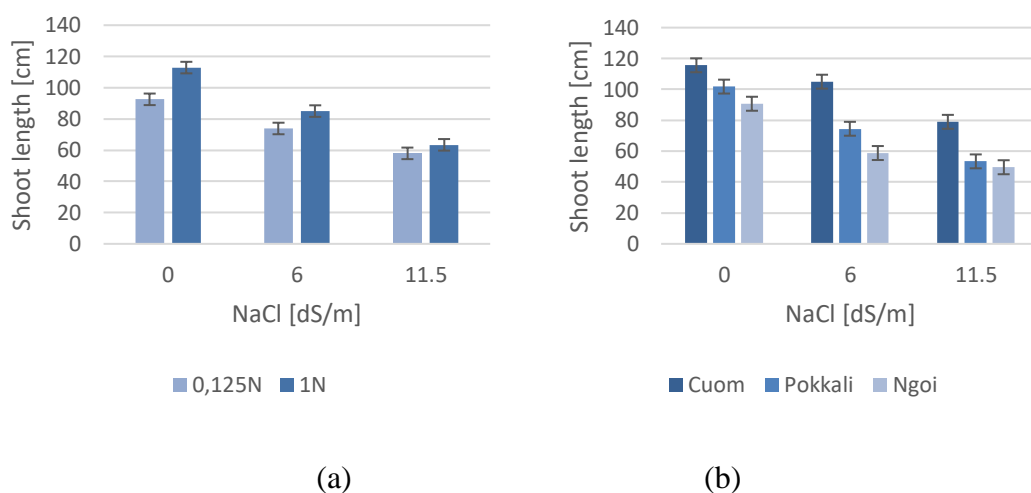 140
120
100
80
60
40
20
0
Shoot length [cm]
0 6 11.5
NaCl [dS/m]
0,125N 1N
(a)
140
120
100
80
60
40
20
0
Shoot length [cm]
0 6 11.5
NaCl [dS/m]
Cuom Pokkali Ngoi
(b)